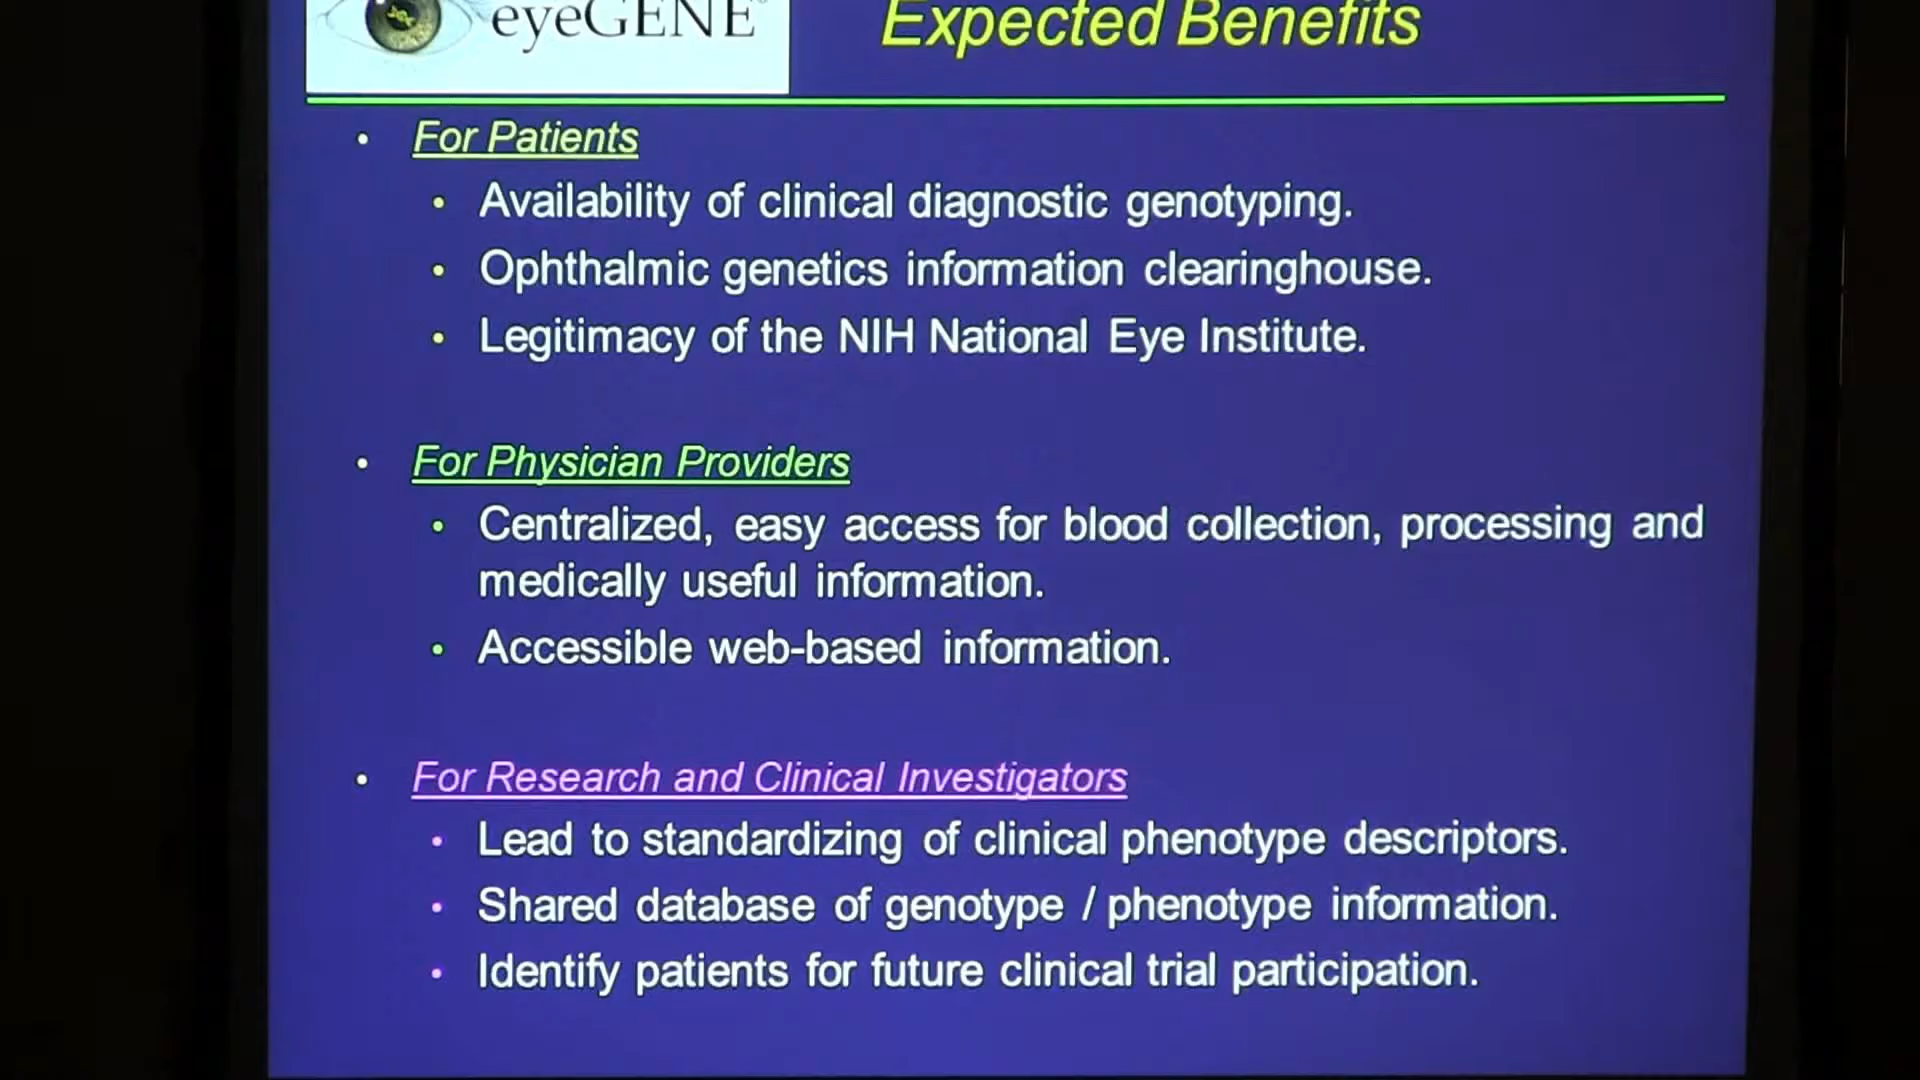 eyeGENE®
Expected Benefits
• For Patients
• Availability of clinical diagnostic genotyping.
• Ophthalmic genetics information clearinghouse.
• Legitimacy of the NIH National Eye Institute.
• For Physician Providers
• Centralized, easy access for blood collection, processing and
medically useful information.
• Accessible web-based information.
• For Research and Clinical Investigators
• Lead to standardizing of clinical phenotype descriptors.
• Shared database of genotype / phenotype information.
• Identify patients for future clinical trial participation.